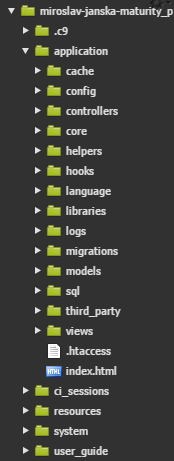 miroslav-janska-maturity_p
.c9
application
cache
config
controllers
core
helpers
hooks
language
libraries
logs
migrations
models
sql
third_party
views
.htaccess
index.html
ci_sessions
resources
system
user_guide